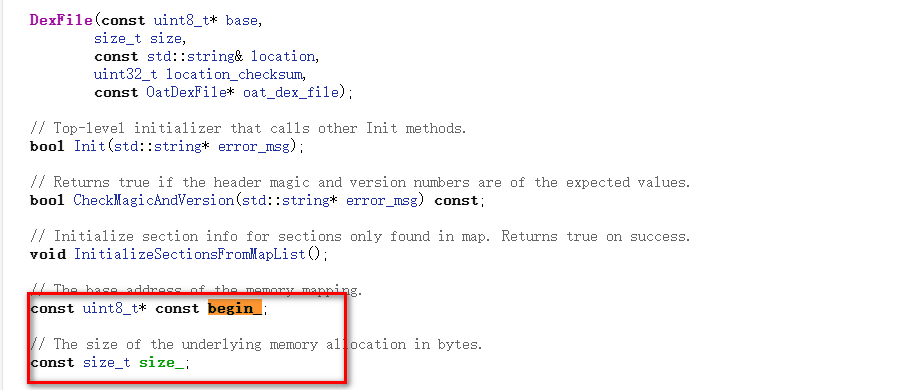 DexFile(const uint8_t* base,
size_t size,
const std::string& location,
uint32_t location_checksum,
const OatDexFile* oat_dex_file);
// Top-level initializer that calls other Init methods.
bool Init(std::string* error_msg);
// Returns true if the header magic and version numbers are of the expected values.
bool CheckMagicAndVersion(std::string* error_msg) const;
// Initialize section info for sections only found in map. Returns true on success.
void InitializeSectionsFromMapList();
// The base address of the memory mapping.
const uint8_t* const begin_;
// The size of the underlying memory allocation in bytes.
const size_t size_;